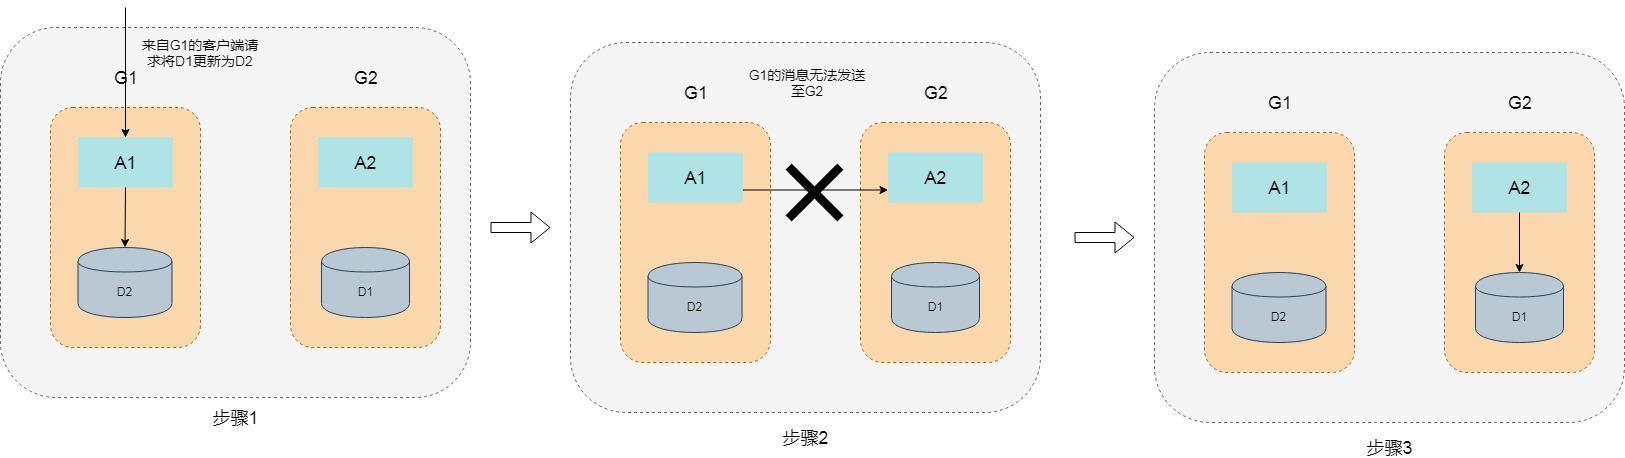 来自G1的客户端请
求将D1更新为D2
G1
G2
A1
A2
D2
D1
步骤1
G1的消息无法发送
至G2
G1
G2
A1
A2
D2
D1
步骤2
G1
G2
A1
A2
D2
D1
步骤3